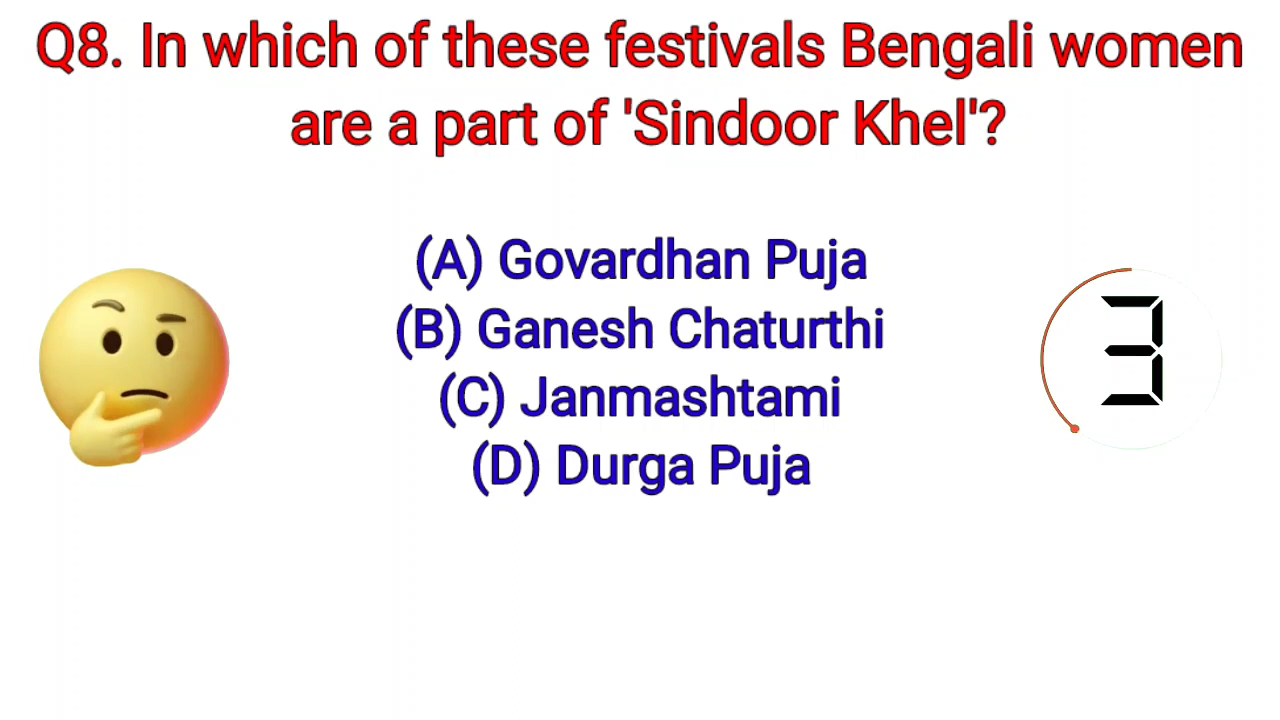 Q8. In which of these festivals Bengali women
are a part of 'Sindoor Khel'?
(A) Govardhan Puja
(B) Ganesh Chaturthi
(C) Janmashtami
(D) Durga Puja
3